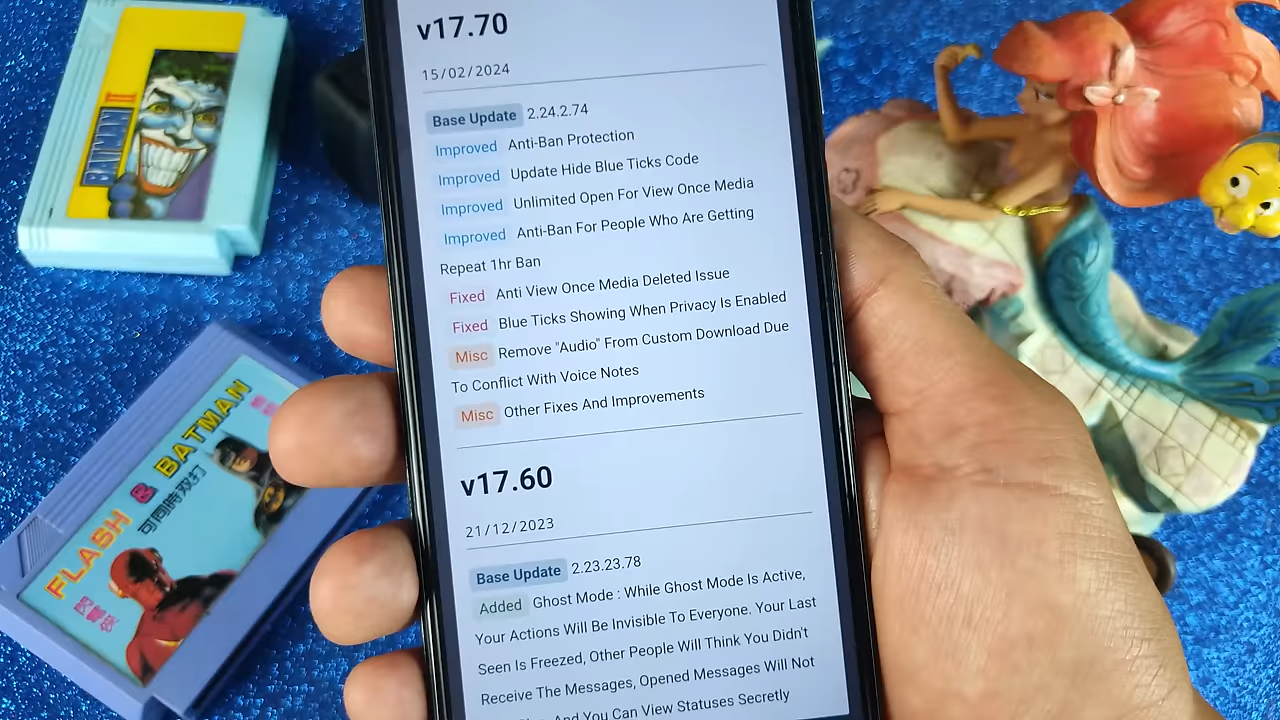 v17.70
15/02/2024
Base Update 2.24.2.74
Improved Anti-Ban Protection
Improved Update Hide Blue Ticks Code
Improved Unlimited Open For View Once Media
Improved Anti-Ban For People Who Are Getting
Repeat 1hr Ban
Fixed Anti View Once Media Deleted Issue
Fixed Blue Ticks Showing When Privacy Is Enabled
Misc Remove "Audio" From Custom Download Due
To Conflict With Voice Notes
Misc Other Fixes And Improvements
v17.60
21/12/2023
Base Update 2.23.23.78
Added Ghost Mode : While Ghost Mode Is Active,
Your Actions Will Be Invisible To Everyone. Your Last
Seen Is Freezed, Other People Will Think You Didn't
Receive The Messages, Opened Messages Will Not
And You Can View Statuses Secretly
BATMAN II
FLASH & BATMAN
可同時双打